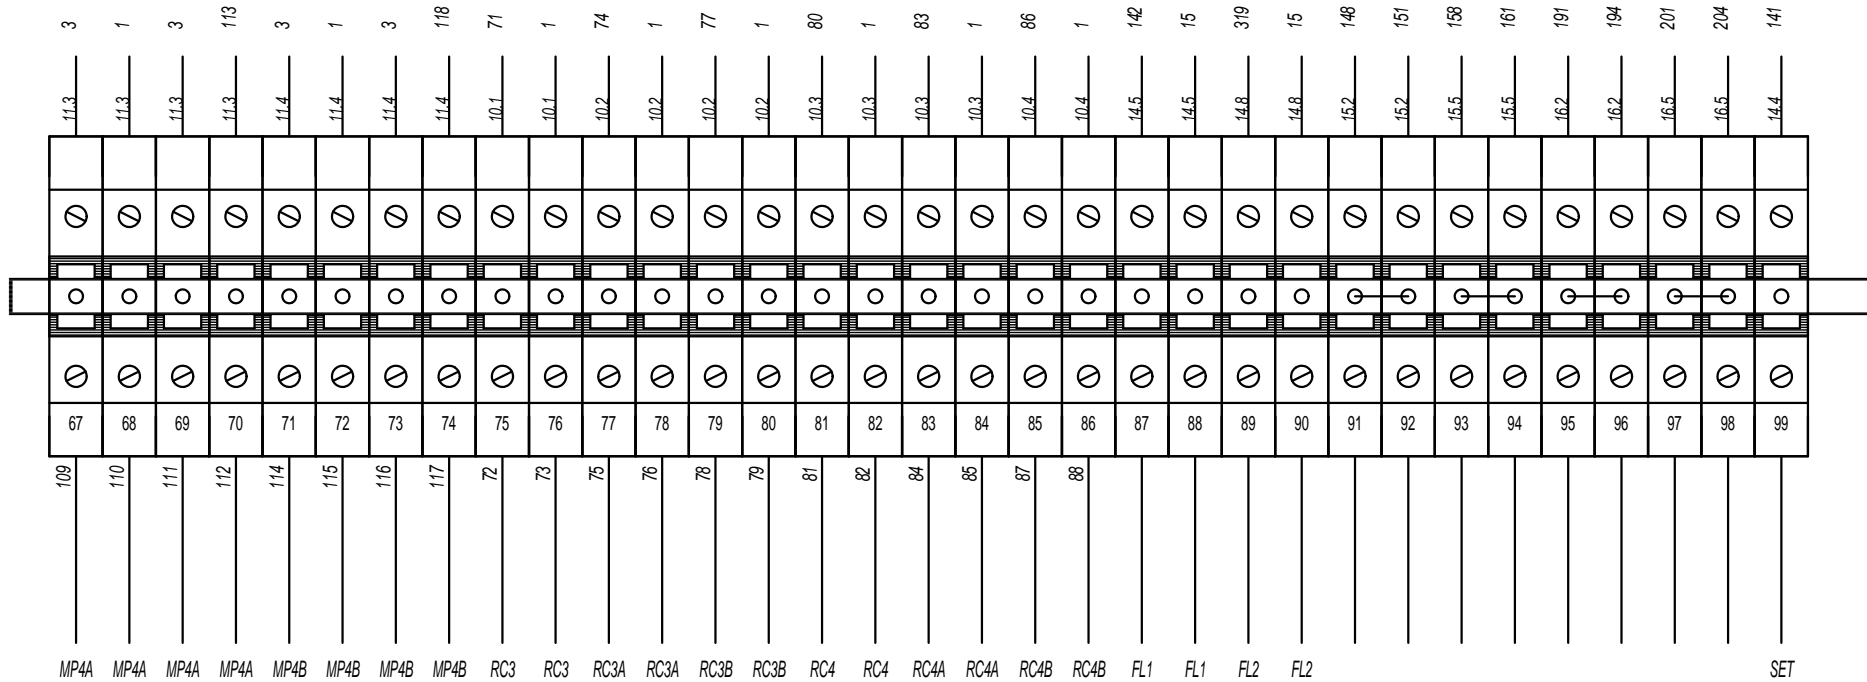 3 1 3 113 3 1 3 118 71 1 74 1 77 1 80 1 83 1 86 1 142 15 319 15 148 151 158 161 191 194 201 204 141
11.3 11.3 11.3 11.3 11.4 11.4 11.4 11.4 10.1 10.1 10.2 10.2 10.2 10.2 10.3 10.3 10.3 10.3 10.4 10.4 14.5 14.5 14.8 14.8 15.2 15.2 15.5 15.5 16.2 16.2 16.5 16.5 14.4
67 68 69 70 71 72 73 74 75 76 77 78 79 80 81 82 83 84 85 86 87 88 89 90 91 92 93 94 95 96 97 98 99
109 110 111 112 114 115 116 117 72 73 75 76 78 79 81 82 84 85 87 88
MP4A MP4A MP4A MP4A MP4B MP4B MP4B MP4B RC3 RC3 RC3A RC3A RC3B RC3B RC4 RC4 RC4A RC4A RC4B RC4B FL1 FL1 FL2 FL2 SET